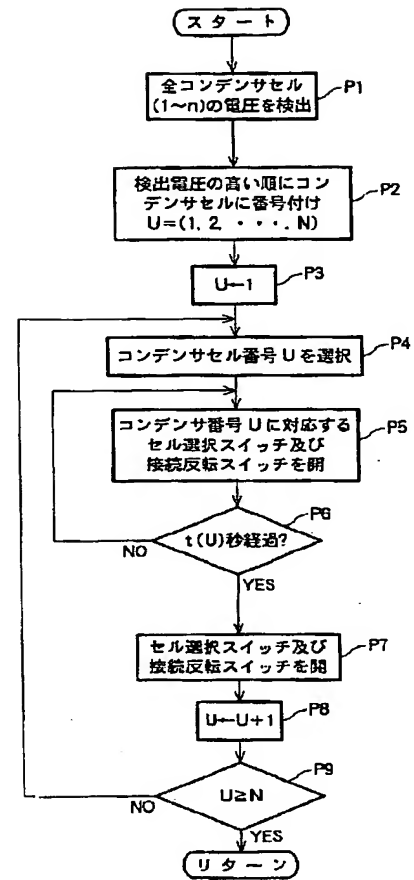 スタート
全コンデンサセル
(1~n)の電圧を検出
P1
検出電圧の高い順にコン
デンサセルに番号付け
U=(1, 2, ・・・, N)
P2
U←1
P3
コンデンサセル番号Uを選択
P4
コンデンサ番号Uに対応する
セル選択スイッチ及び
接続反転スイッチを開
P5
t(U)秒経過?
P6
NO
YES
セル選択スイッチ及び
接続反転スイッチを開
P7
U←U+1
P8
U≥N
P9
NO
YES
リターン